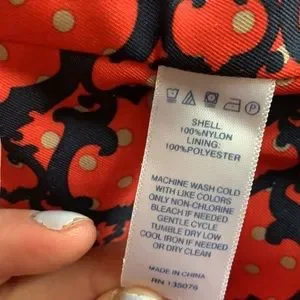 SHELL:
100%NYLON
LINING:
100%POLYESTER
MACHINE WASH COLD
WITH LIKE COLORS
ONLY NON-CHLORINE
BLEACH IF NEEDED
GENTLE CYCLE
TUMBLE DRY LOW
COOL IRON IF NEEDED
OR DRY CLEAN
MADE IN CHINA
RN 135076